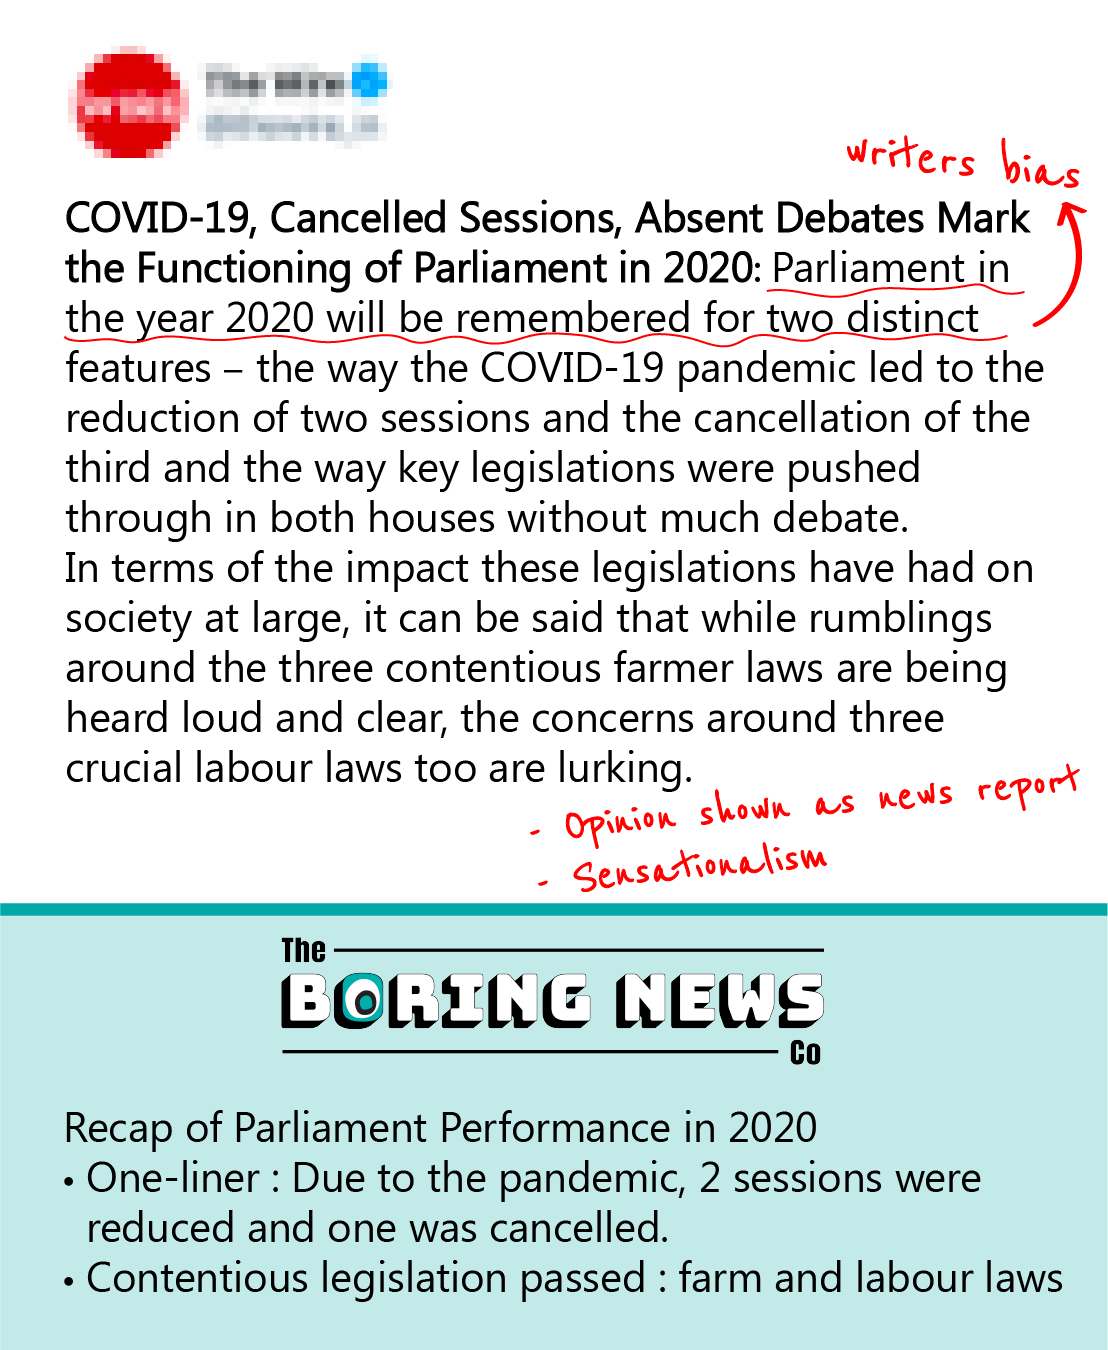 writers bias
COVID-19, Cancelled Sessions, Absent Debates Mark
the Functioning of Parliament in 2020: Parliament in
the year 2020 will be remembered for two distinct
features – the way the COVID-19 pandemic led to the
reduction of two sessions and the cancellation of the
third and the way key legislations were pushed
through in both houses without much debate.
In terms of the impact these legislations have had on
society at large, it can be said that while rumblings
around the three contentious farmer laws are being
heard loud and clear, the concerns around three
crucial labour laws too are lurking.
- Opinion shown as news report
- Sensationalism
The
BORING NEWS
Co
Recap of Parliament Performance in 2020
• One-liner : Due to the pandemic, 2 sessions were
reduced and one was cancelled.
• Contentious legislation passed : farm and labour laws